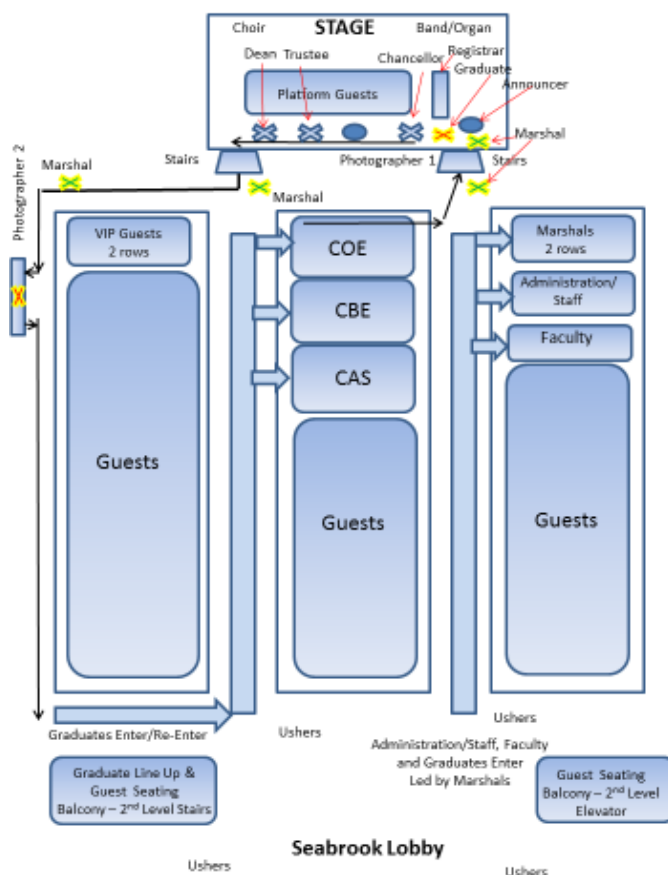 Choir
STAGE
Band/Organ
Dean
Trustee
Chancellor
Registrar
Graduate
Announcer
Platform Guests
Marshal
Photographer 2
Marshal
Stairs
Photographer 1
Stairs
Marshal
VIP Guests
2 rows
COE
CBE
CAS
Marshals
2 rows
Administration/
Staff
Faculty
Guests
Guests
Guests
Graduates Enter/Re-Enter
Ushers
Ushers
Administration/Staff, Faculty
and Graduates Enter
Led by Marshals
Graduate Line Up &
Guest Seating
Balcony – 2nd Level Stairs
Guest Seating
Balcony – 2nd Level
Elevator
Seabrook Lobby
Ushers
Ushers